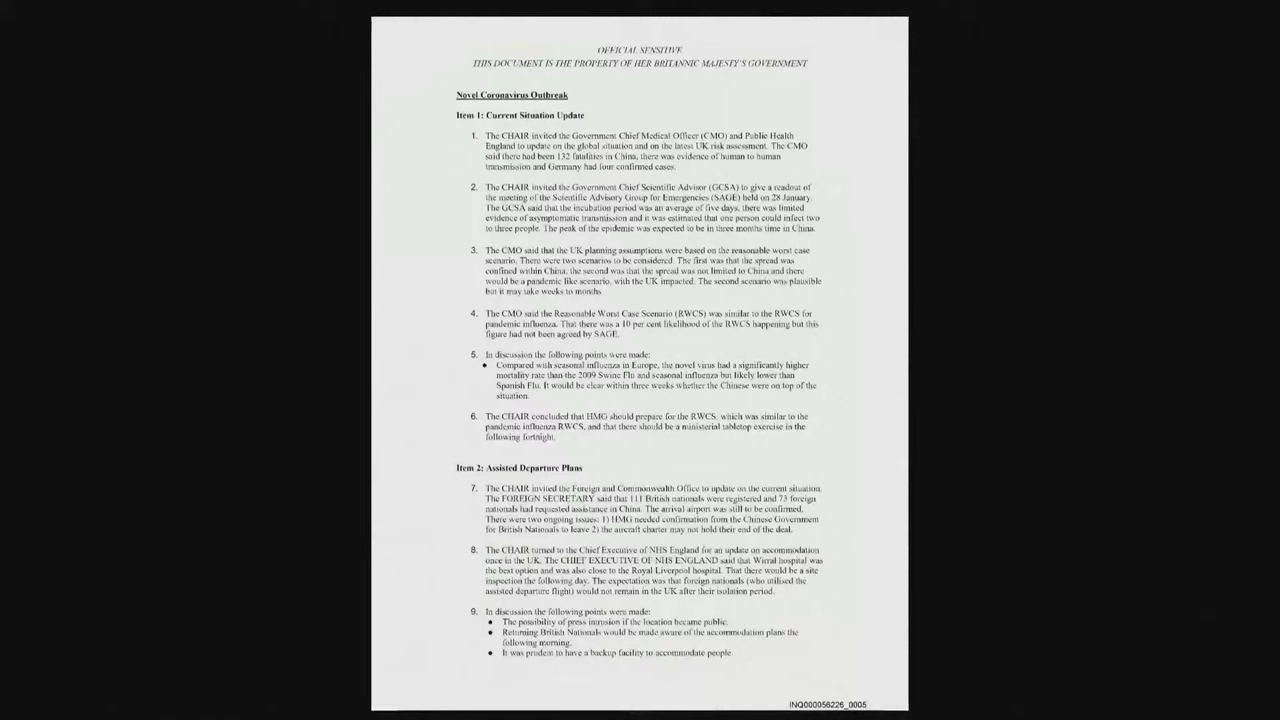 OFFICIAL SENSITIVE
THIS DOCUMENT IS THE PROPERTY OF HER BRITANNIC MAJESTY'S GOVERNMENT
Novel Coronavirus Outbreak
Item 1: Current Situation Update
1. The CHAIR invited the Government Chief Medical Officer (CMO) and Public Health
England to update on the global situation and on the latest UK risk assessment. The CMO
said there had been 132 fatalities in China, there was evidence of human to human
transmission and Germany had four confirmed cases.
2. The CHAIR invited the Government Chief Scientific Advisor (GCSA) to give a readout of
the meeting of the Scientific Advisory Group for Emergencies (SAGE) held on 28 January.
The GCSA said that the incubation period was an average of five days, there was limited
evidence of asymptomatic transmission and it was estimated that one person could infect two
to three people. The peak of the epidemic was expected to be in three months time in China.
3. The CMO said that the UK planning assumptions were based on the reasonable worst case
scenario. There were two scenarios to be considered. The first was that the spread was
confined within China, the second was that the spread was not limited to China and there
would be a pandemic like scenario, with the UK impacted. The second scenario was plausible
but it may take weeks to months
4. The CMO said the Reasonable Worst Case Scenario (RWCS) was similar to the RWCS for
pandemic influenza. That there was a 10 per cent likelihood of the RWCS happening but this
figure had not been agreed by SAGE.
5. In discussion the following points were made:
● Compared with seasonal influenza in Europe, the novel virus had a significantly higher
mortality rate than the 2009 Swine Flu and seasonal influenza but likely lower than
Spanish Flu. It would be clear within three weeks whether the Chinese were on top of the
situation.
6. The CHAIR concluded that HMG should prepare for the RWCS, which was similar to the
pandemic influenza RWCS, and that there should be a ministerial tabletop exercise in the
following fortnight.
Item 2: Assisted Departure Plans
7. The CHAIR invited the Foreign and Commonwealth Office to update on the current situation.
The FOREIGN SECRETARY said that 111 British nationals were registered and 73 foreign
nationals had requested assistance in China. The arrival airport was still to be confirmed.
There were two ongoing issues: 1) HMG needed confirmation from the Chinese Government
for British Nationals to leave 2) the aircraft charter may not hold their end of the deal.
8. The CHAIR turned to the Chief Executive of NHS England for an update on accommodation
once in the UK. The CHIEF EXECUTIVE OF NHS ENGLAND said that Wirral hospital was
the best option and was also close to the Royal Liverpool hospital. That there would be a site
inspection the following day. The expectation was that foreign nationals (who utilised the
assisted departure flight) would not remain in the UK after their isolation period.
9. In discussion the following points were made:
● The possibility of press intrusion if the location became public.
● Returning British Nationals would be made aware of the accommodation plans the
following morning.
● It was prudent to have a backup facility to accommodate people
INQ000056226_0005